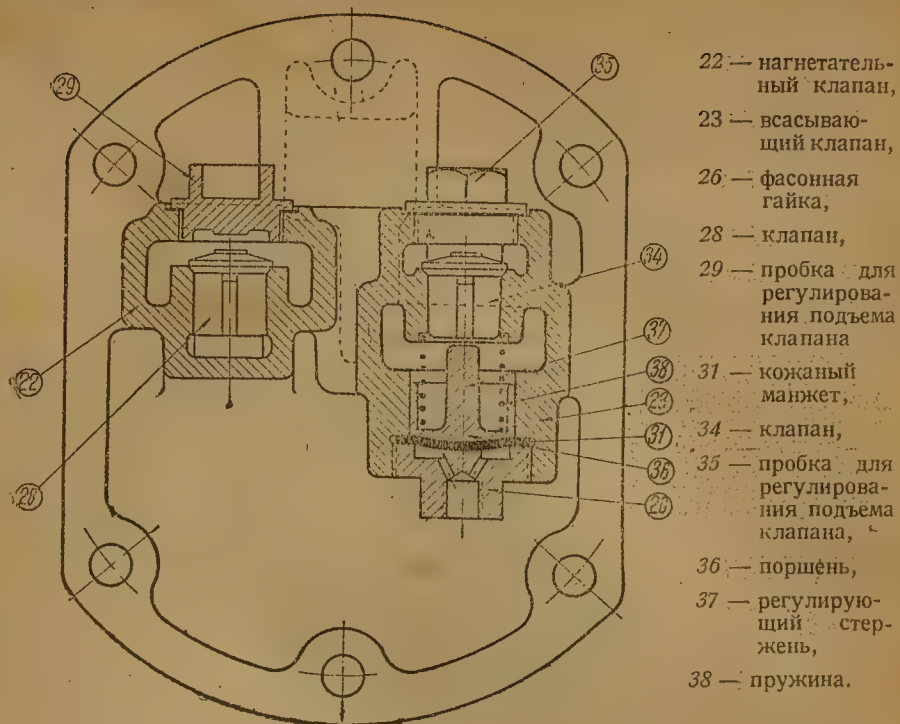 29
35
34
37
38
23
31
36
26
22
28
22 — нагнетатель-
ный клапан,
23 — всасываю-
щий клапан,
26 — фасонная
гайка,
28 — клапан,
29 — пробка для
регулирова-
ния подъема
клапана
31 — кожаный
манжет,
34 — клапан,
35 — пробка для
регулирова-
ния подъема
клапана,
36 — поршень,
37 — регулирую-
щий стер-
жень,
38 — пружина.